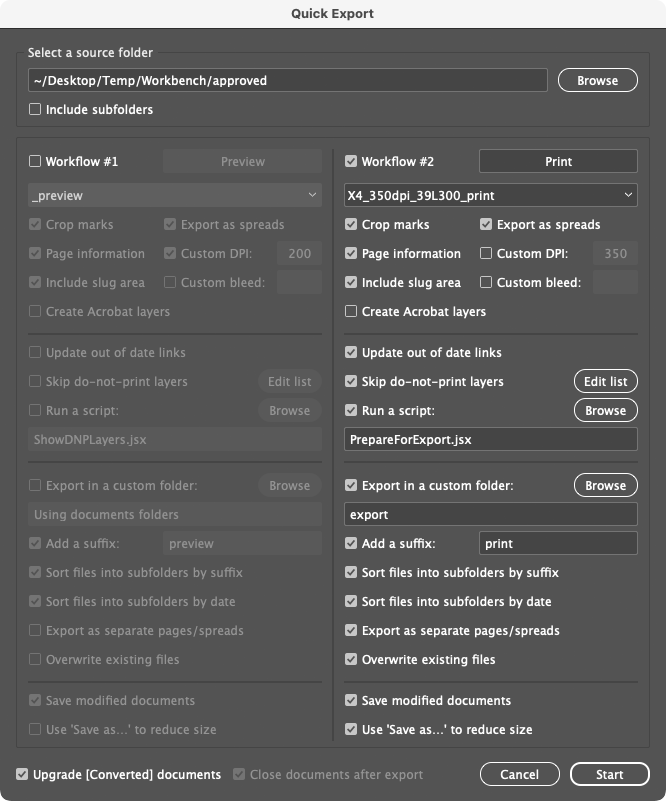 Quick Export
Select a source folder
~/Desktop/Temp/Workbench/approved
Browse
Include subfolders
Workflow #1
Preview
_preview
Crop marks
Export as spreads
Page information
Custom DPI:
200
Include slug area
Custom bleed:
Create Acrobat layers
Update out of date links
Skip do-not-print layers
Edit list
Run a script:
Browse
ShowDNPLayers.jsx
Export in a custom folder:
Browse
Using documents folders
Add a suffix:
preview
Sort files into subfolders by suffix
Sort files into subfolders by date
Export as separate pages/spreads
Overwrite existing files
Save modified documents
Use 'Save as...' to reduce size
Workflow #2
Print
X4_350dpi_39L300_print
Crop marks
Export as spreads
Page information
Custom DPI:
350
Include slug area
Custom bleed:
Create Acrobat layers
Update out of date links
Skip do-not-print layers
Edit list
Run a script:
Browse
PrepareForExport.jsx
Export in a custom folder:
Browse
export
Add a suffix:
print
Sort files into subfolders by suffix
Sort files into subfolders by date
Export as separate pages/spreads
Overwrite existing files
Save modified documents
Use 'Save as...' to reduce size
Upgrade [Converted] documents
Close documents after export
Cancel
Start